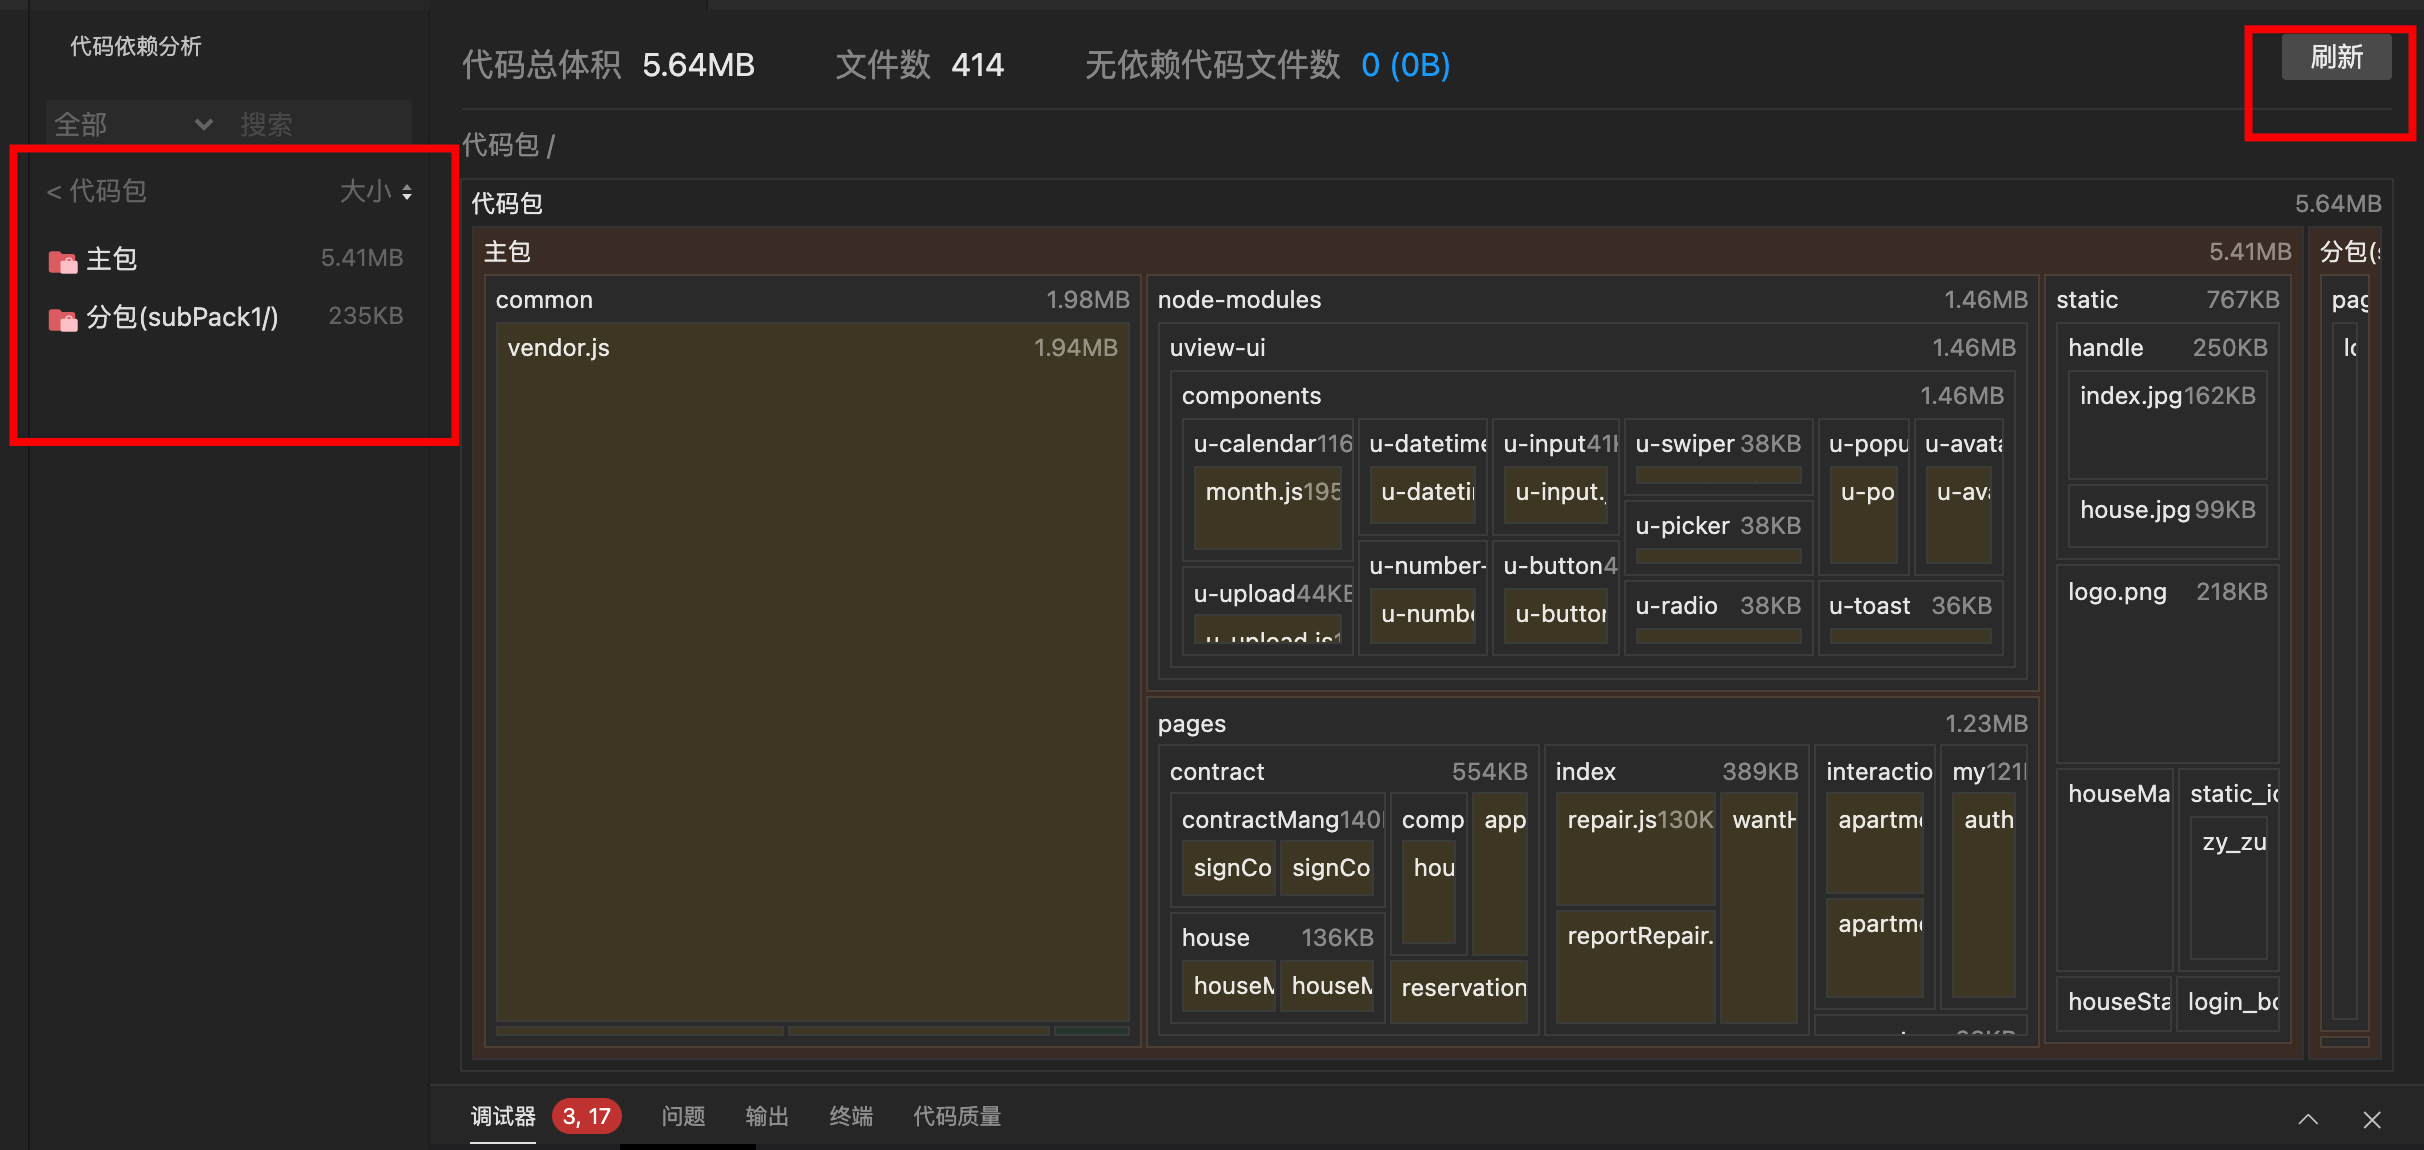 代码依赖分析
全部
搜索
< 代码包 大小
主包 5.41MB
分包(subPack1/) 235KB
代码总体积 5.64MB 文件数 414 无依赖代码文件数 0 (0B)
刷新
代码包 /
代码包 5.64MB
主包 5.41MB
common 1.98MB
vendor.js 1.94MB
node-modules 1.46MB
uview-ui 1.46MB
components 1.46MB
u-calendar116
month.js195
u-upload44KB
u-upload.js1
u-datetime
u-datetin
u-number-
u-numbe
u-input41K
u-input.
u-button4
u-button
u-swiper 38KB
u-picker 38KB
u-radio 38KB
u-popu
u-po
u-avata
u-ava
u-toast 36KB
pages 1.23MB
contract 554KB
contractMang140
signCo
signCo
house 136KB
houseM
houseM
comp
hou
app
reservation
index 389KB
repair.js130K
wantH
reportRepair.
interactio
apartme
apartme
my121
auth
static 767KB
handle 250KB
index.jpg162KB
house.jpg99KB
logo.png 218KB
houseMa
static_ic
zy_zu
houseSta
login_bo
分包(s
pag
lo
调试器 3, 17 问题 输出 终端 代码质量